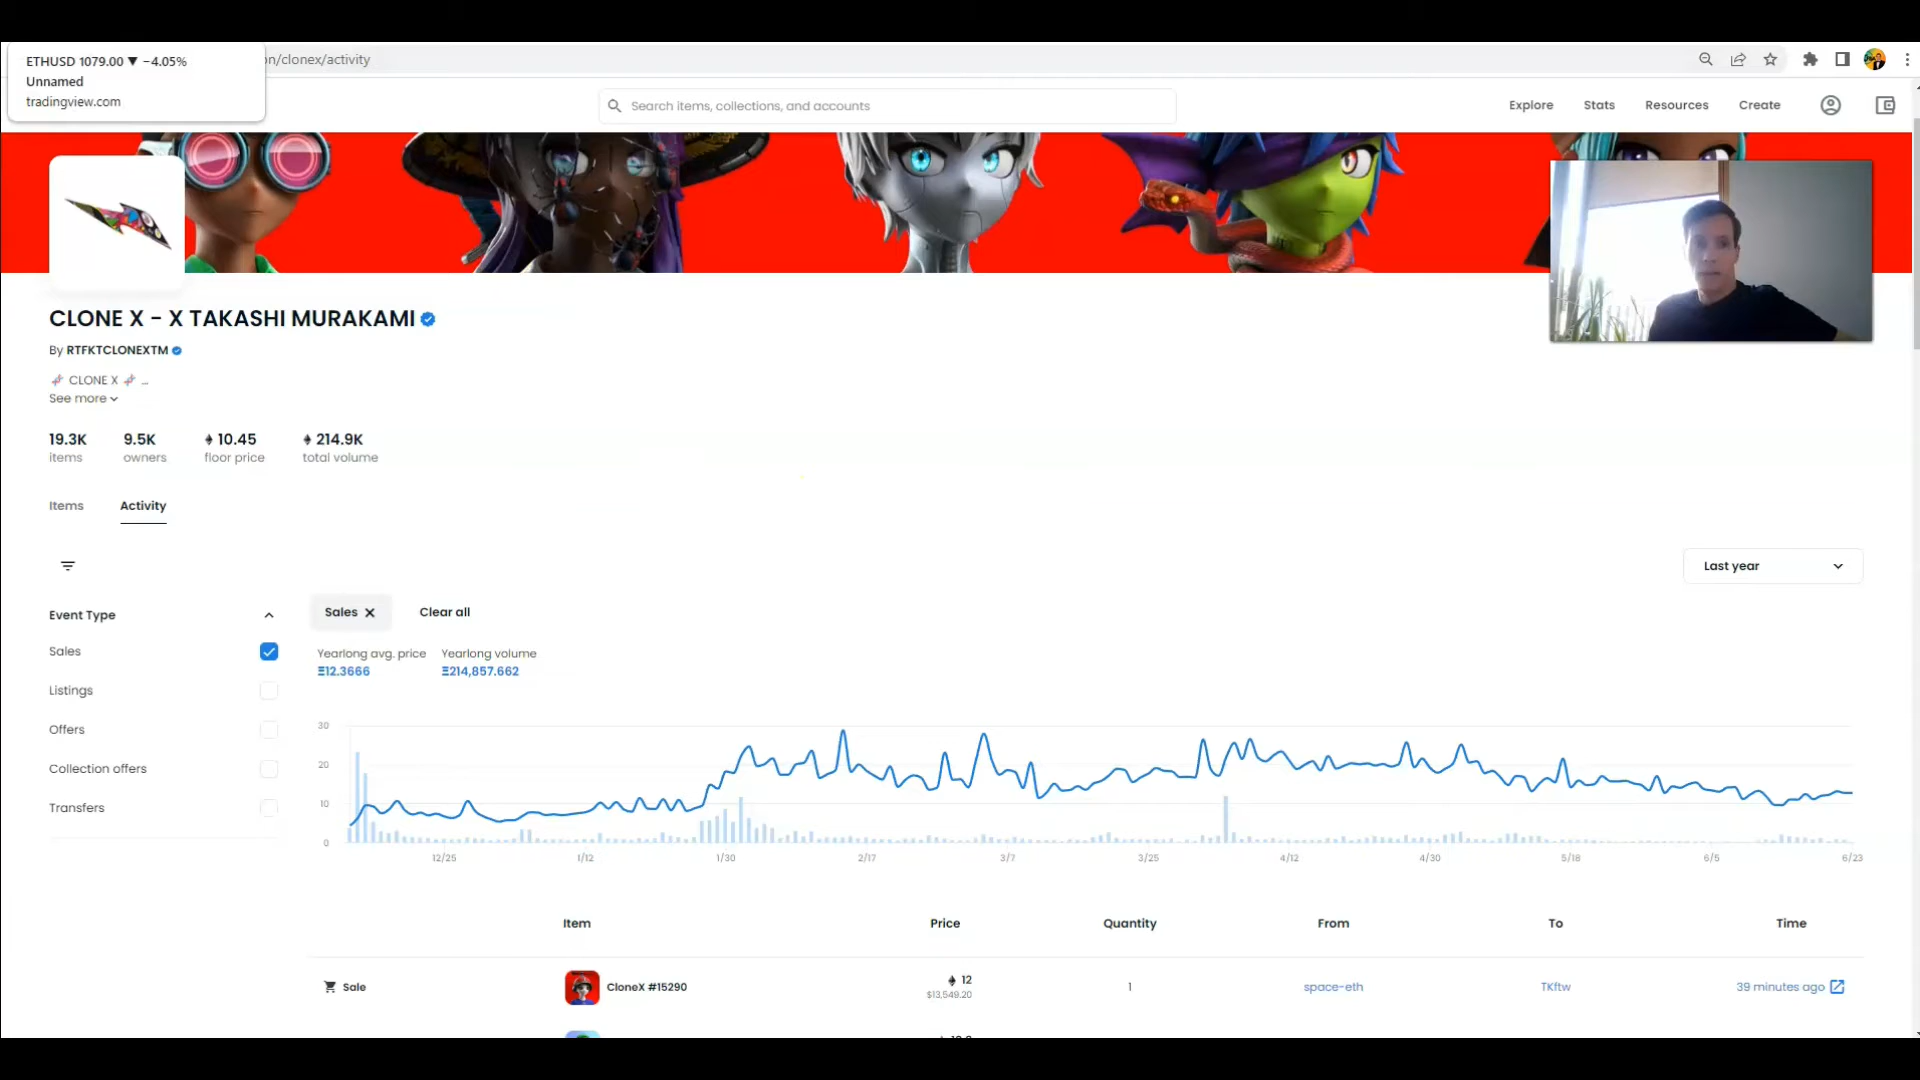 ETHUSD 1079.00 ▼ −4.05%
Unnamed
tradingview.com
n/clonex/activity
Search items, collections, and accounts
Explore
Stats
Resources
Create
CLONE X - X TAKASHI MURAKAMI
By RTFKTCLONEXTM
🧬 CLONE X 🧬 ...
See more
19.3K
items
9.5K
owners
10.45
floor price
214.9K
total volume
Items
Activity
Last year
Event Type
Sales
Listings
Offers
Collection offers
Transfers
Sales
Clear all
Yearlong avg. price
Ξ12.3666
Yearlong volume
Ξ214,857.662
30
20
10
0
12/25
1/12
1/30
2/17
3/7
3/25
4/12
4/30
5/18
6/5
6/23
Item
Price
Quantity
From
To
Time
Sale
CloneX #15290
12
$13,549.20
1
space-eth
TKftw
39 minutes ago